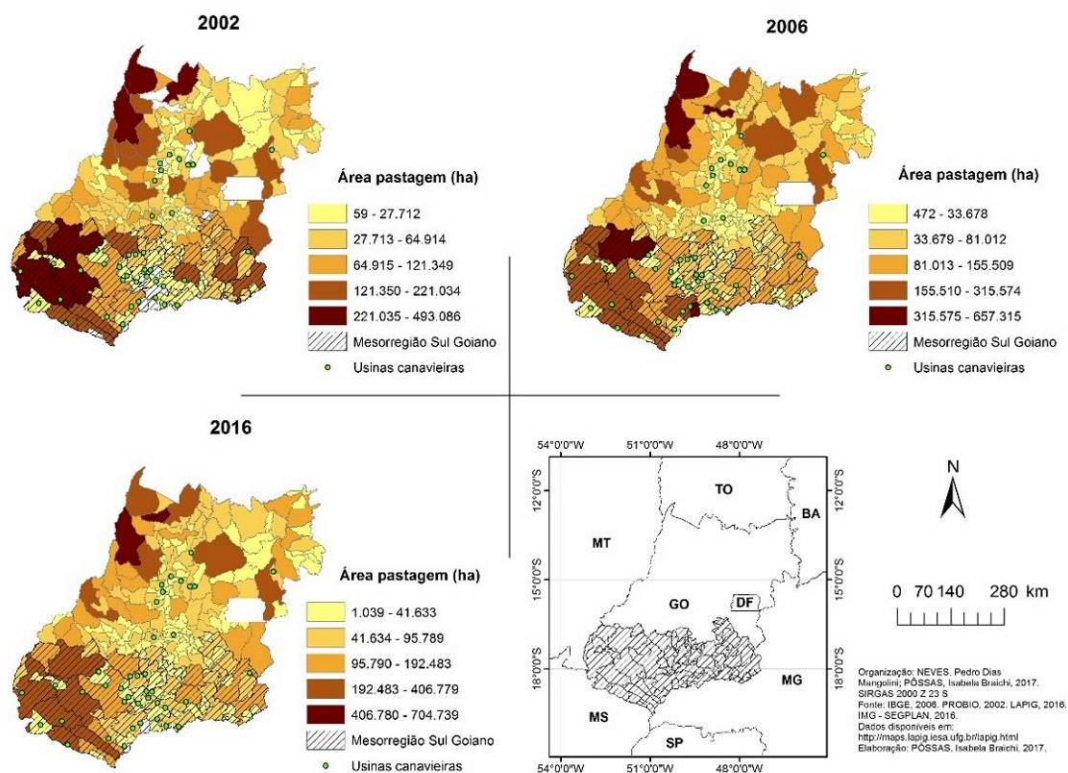 2002
Área pastagem (ha)
59 - 27.712
27.713 - 64.914
64.915 - 121.349
121.350 - 221.034
221.035 - 493.086
Mesorregião Sul Goiano
Usinas canavieiras
2006
Área pastagem (ha)
472 - 33.678
33.679 - 81.012
81.013 - 155.509
155.510 - 315.574
315.575 - 657.315
Mesorregião Sul Goiano
Usinas canavieiras
2016
Área pastagem (ha)
1.039 - 41.633
41.634 - 95.789
95.790 - 192.483
192.483 - 406.779
406.780 - 704.739
Mesorregião Sul Goiano
Usinas canavieiras
54°0'0"W 51°0'0"W 48°0'0"W
12°0'0"S
15°0'0"S
18°0'0"S
TO
BA
MT
GO
DF
MG
MS
SP
12°0'0"S
15°0'0"S
18°0'0"S
54°0'0"W 51°0'0"W 48°0'0"W
N
0 70 140 280 km
Organização: NEVES, Pedro Dias
Mangolini; PÔSSAS, Isabela Braichi, 2017.
SIRGAS 2000 Z 23 S
Fonte: IBGE, 2006. PROBIO, 2002. LAPIG, 2016.
IMG - SEGPLAN, 2016.
Dados disponíveis em:
http://maps.lapig.iesa.ufg.br/lapig.html
Elaboração: PÔSSAS, Isabela Braichi, 2017.